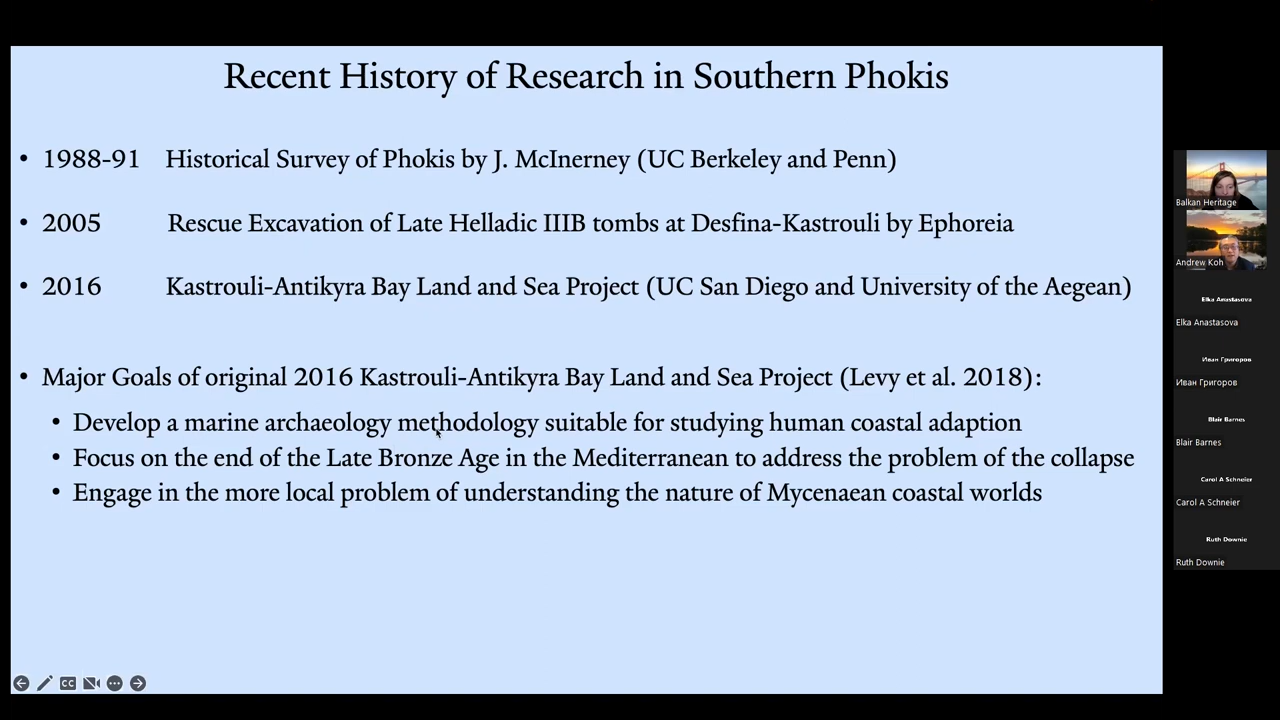 Recent History of Research in Southern Phokis
• 1988-91 Historical Survey of Phokis by J. McInerney (UC Berkeley and Penn)
• 2005 Rescue Excavation of Late Helladic IIIB tombs at Desfina-Kastrouli by Ephoreia
• 2016 Kastrouli-Antikyra Bay Land and Sea Project (UC San Diego and University of the Aegean)
• Major Goals of original 2016 Kastrouli-Antikyra Bay Land and Sea Project (Levy et al. 2018):
• Develop a marine archaeology methodology suitable for studying human coastal adaption
• Focus on the end of the Late Bronze Age in the Mediterranean to address the problem of the collapse
• Engage in the more local problem of understanding the nature of Mycenaean coastal worlds
CC
Balkan Heritage
Andrew Koh
Elka Anastasova
Elka Anastasova
Иван Григоров
Иван Григоров
Blair Barnes
Blair Barnes
Carol A Schneier
Carol A Schneier
Ruth Downie
Ruth Downie